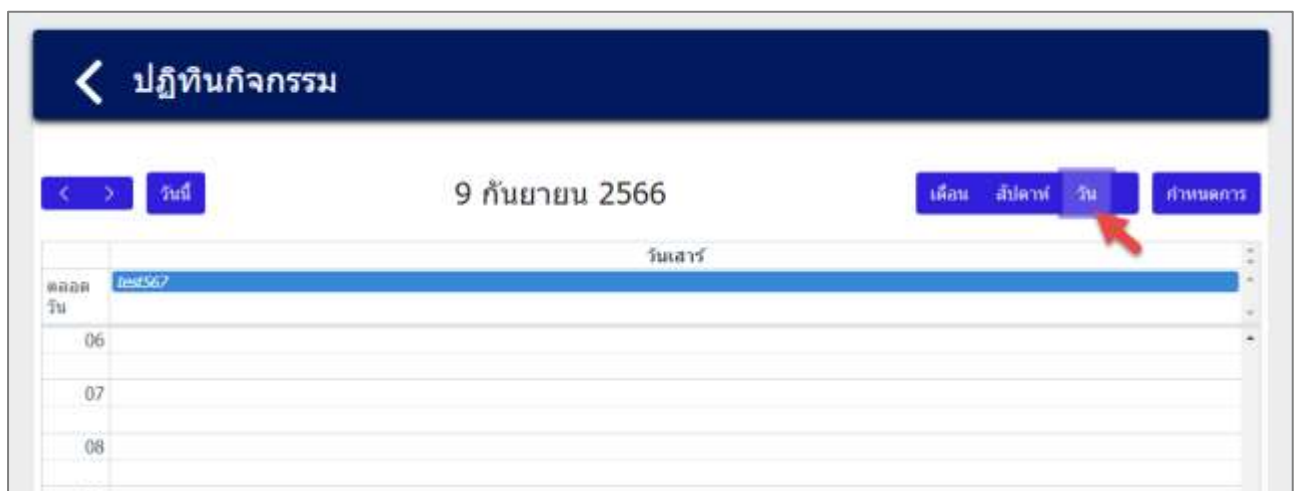 ปฏิทินกิจกรรม
วันนี้ 9 กันยายน 2566 เดือน สัปดาห์ วัน กำหนดการ
วันเสาร์
ตลอด test567
วัน
06
07
08